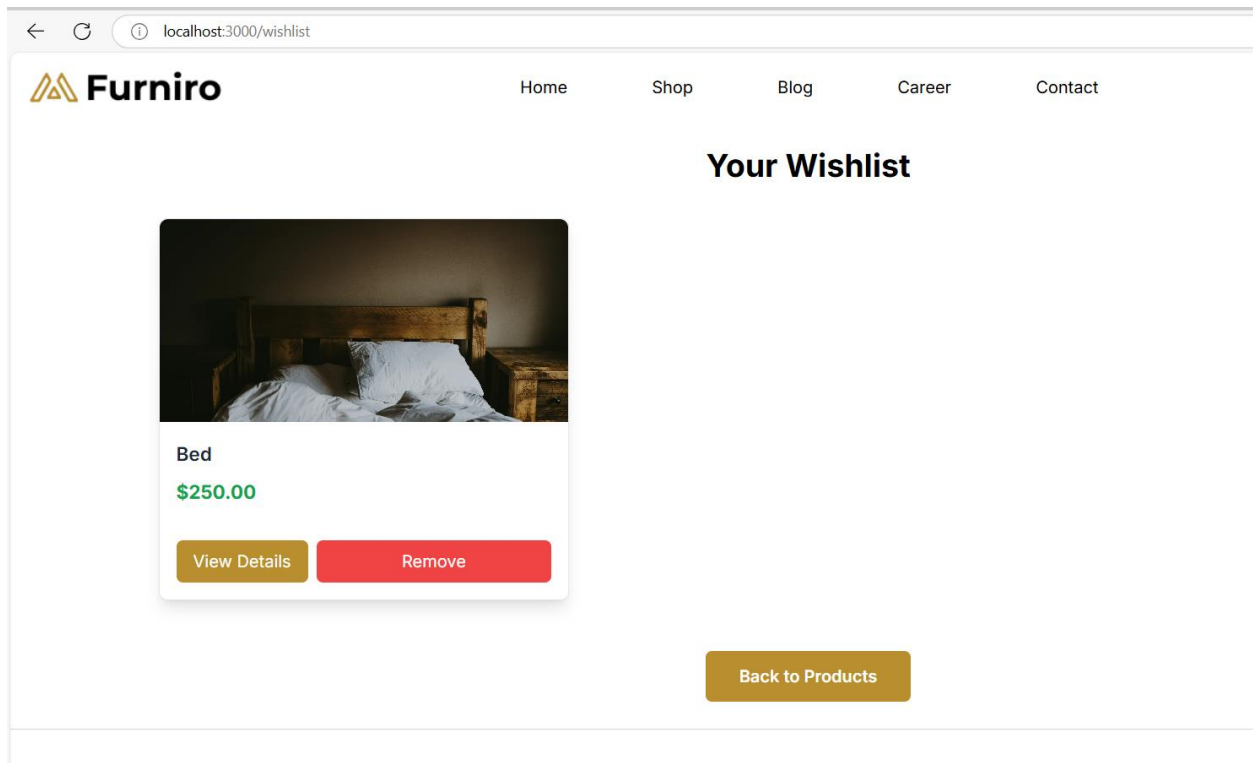 localhost:3000/wishlist
Furniro Home Shop Blog Career Contact
Your Wishlist
Bed
$250.00
View Details Remove
Back to Products